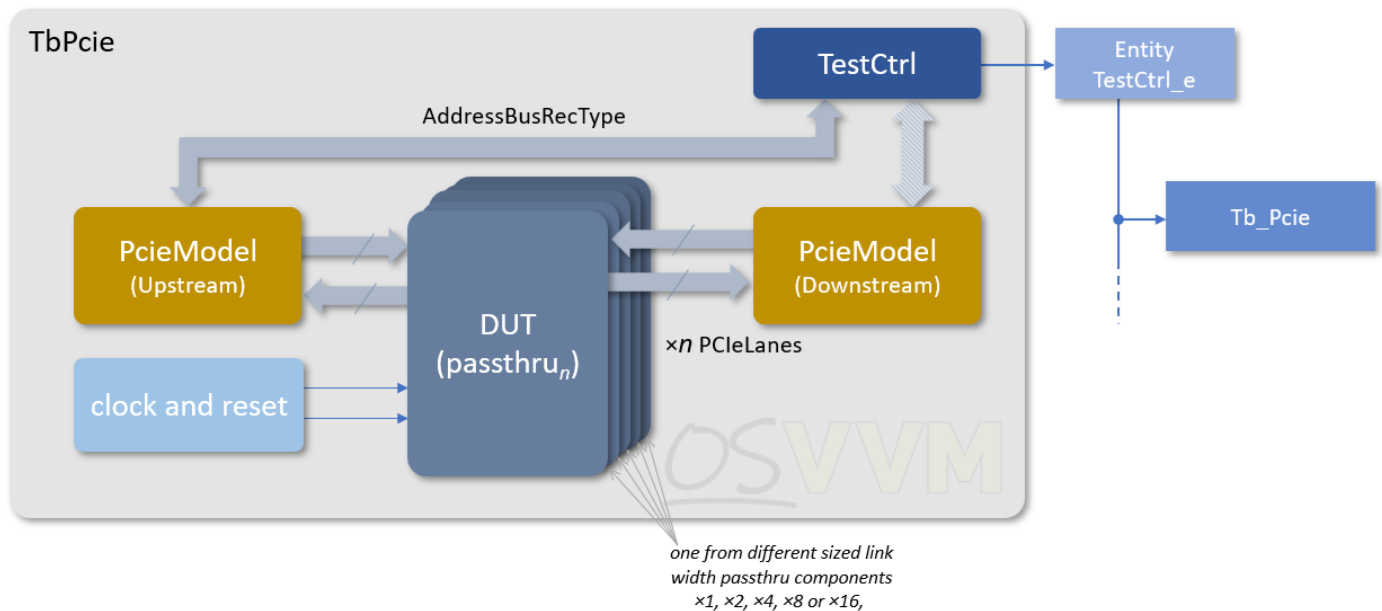 TbPcie
TestCtrl
Entity
TestCtrl_e
AddressBusRecType
Tb_Pcie
PcieModel
(Upstream)
PcieModel
(Downstream)
DUT
(passthruₙ)
×n PCIeLanes
clock and reset
OSVVM
one from different sized link
width passthru components
×1, ×2, ×4, ×8 or ×16,